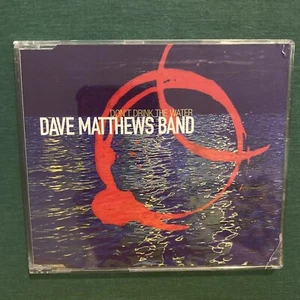 DON'T DRINK THE WATER
DAVE MATTHEWS BAND